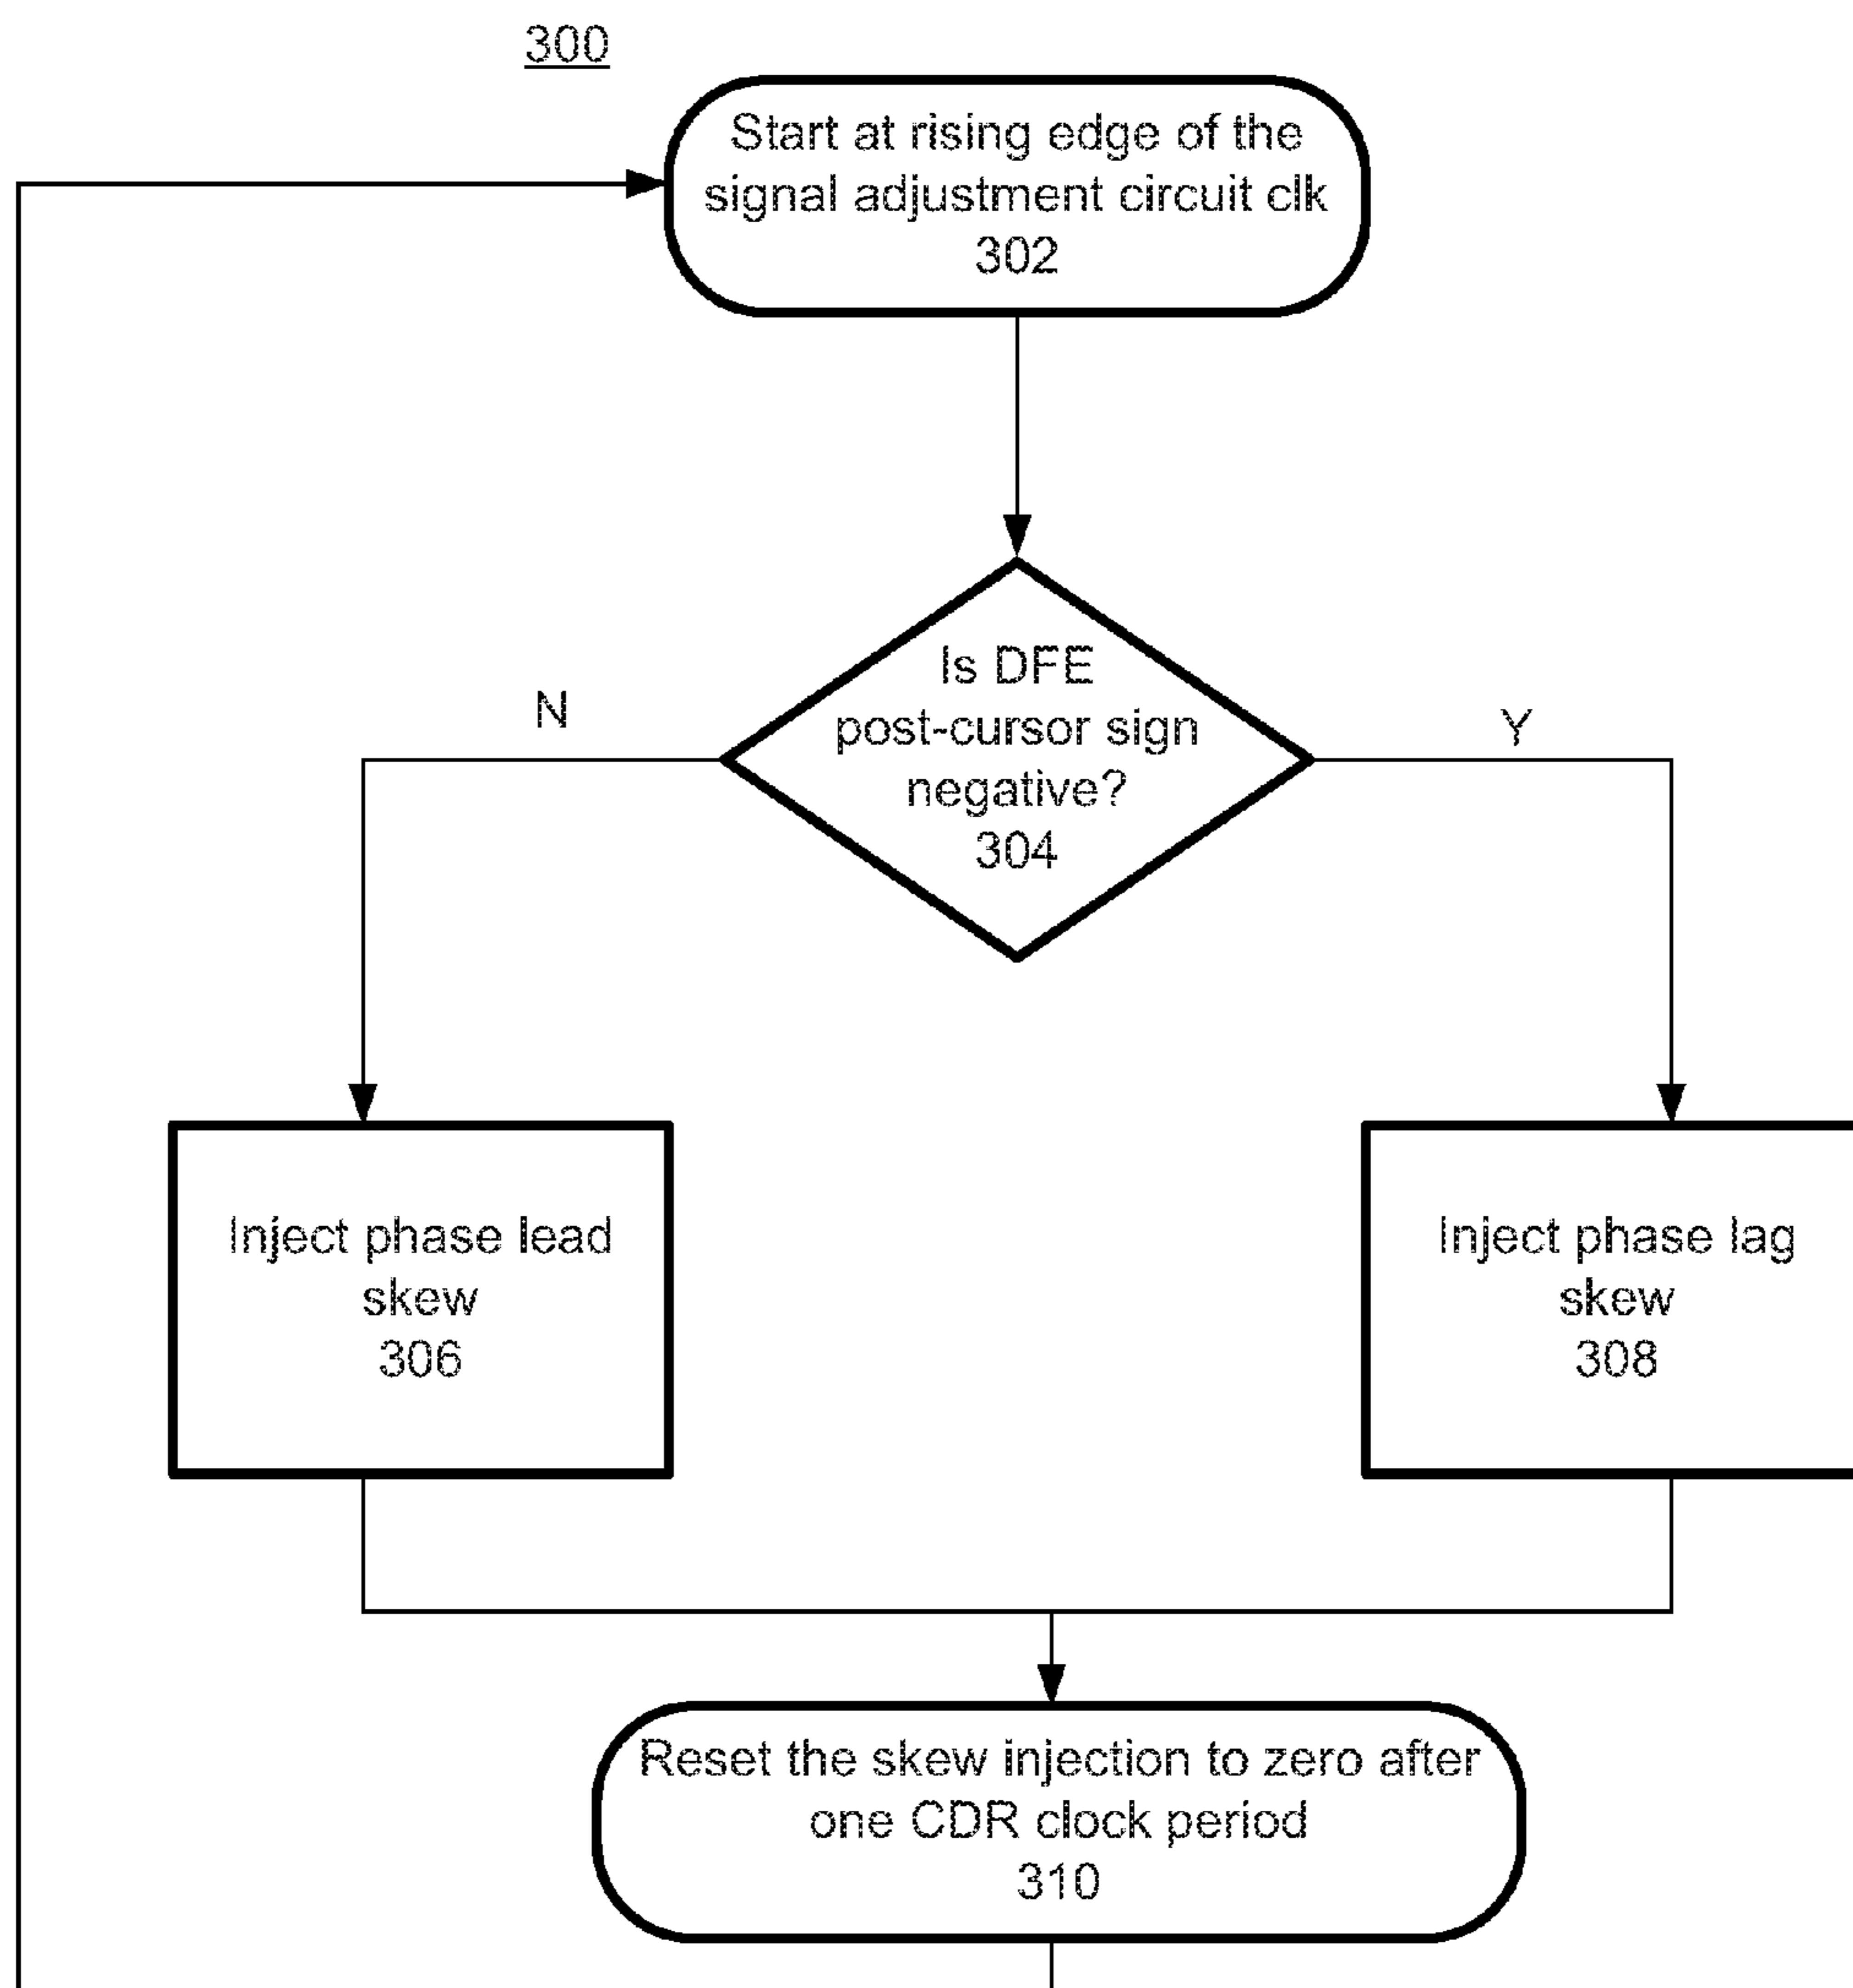 300
Start at rising edge of the
signal adjustment circuit clk
302
Is DFE
post-cursor sign
negative?
304
N
Y
Inject phase lead
skew
306
Inject phase lag
skew
308
Reset the skew injection to zero after
one CDR clock period
310